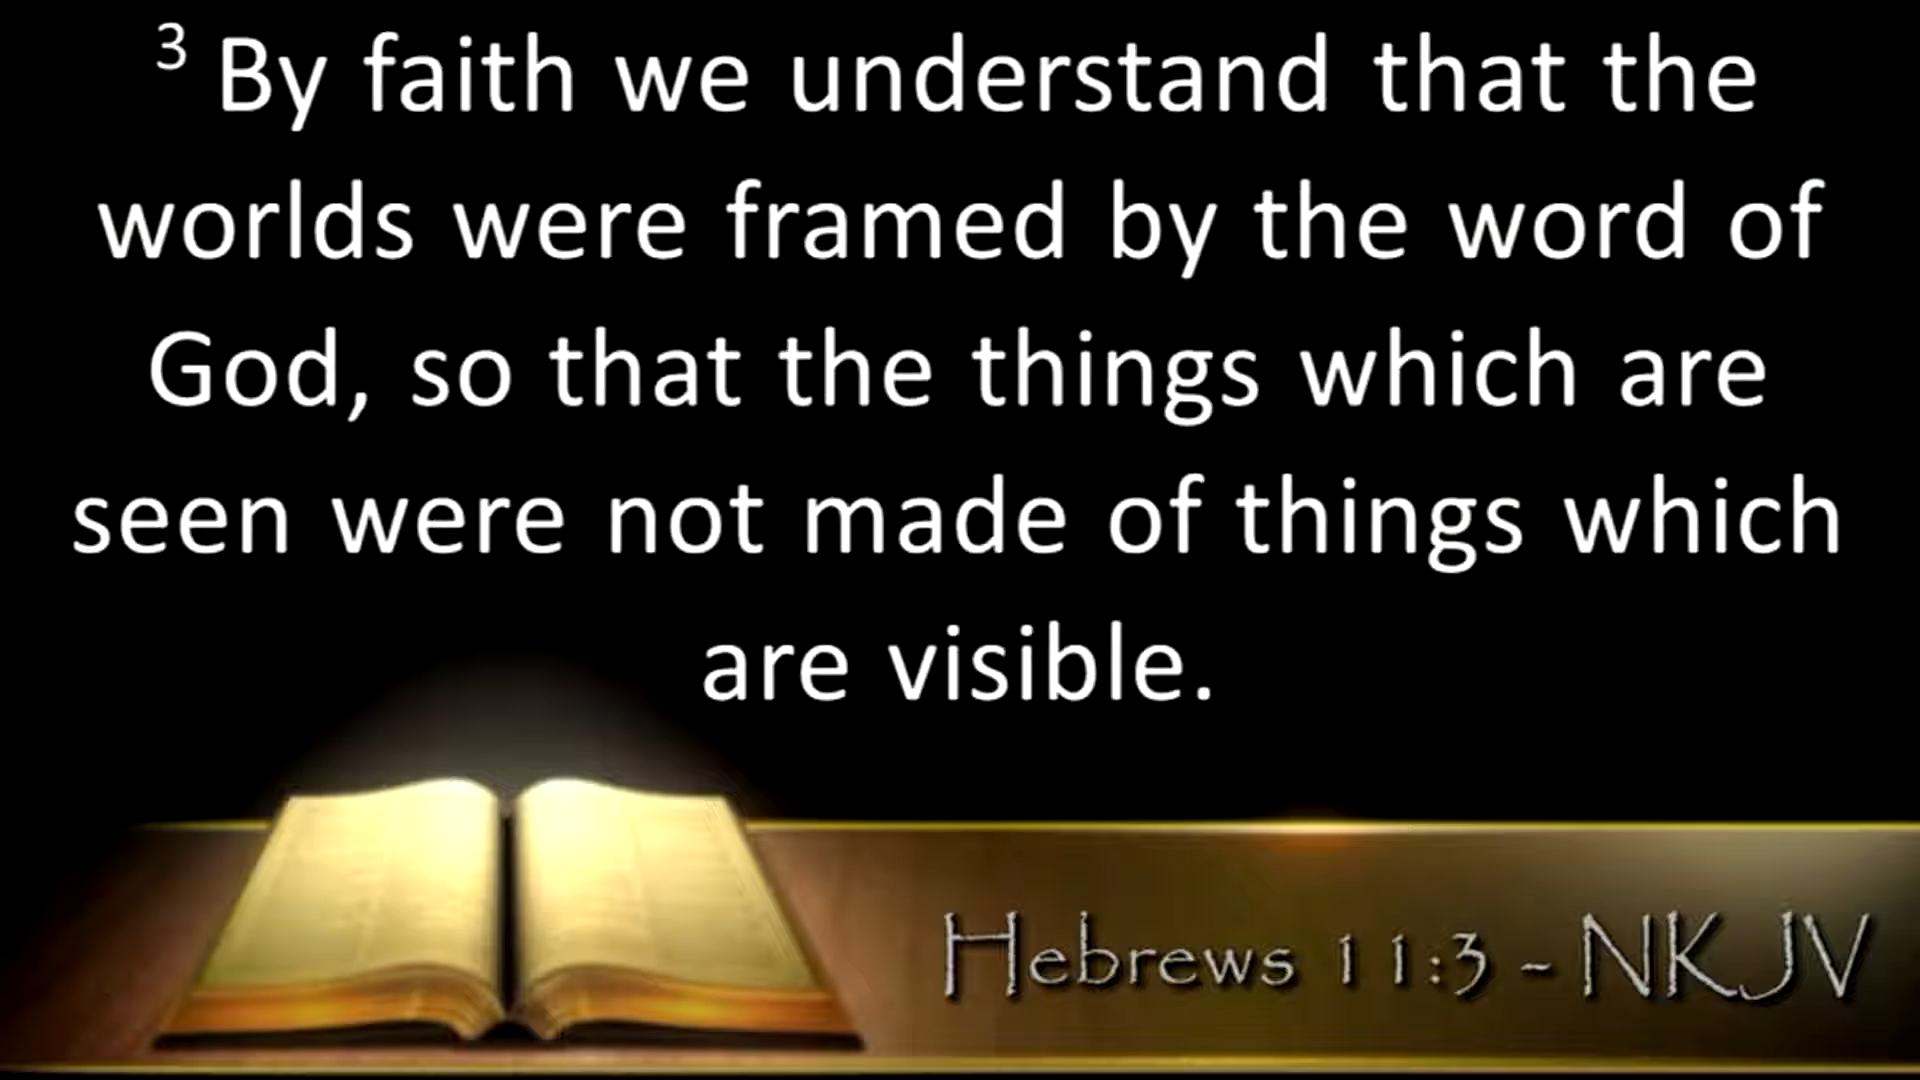 3 By faith we understand that the
worlds were framed by the word of
God, so that the things which are
seen were not made of things which
are visible.
Hebrews 11:3 - NKJV